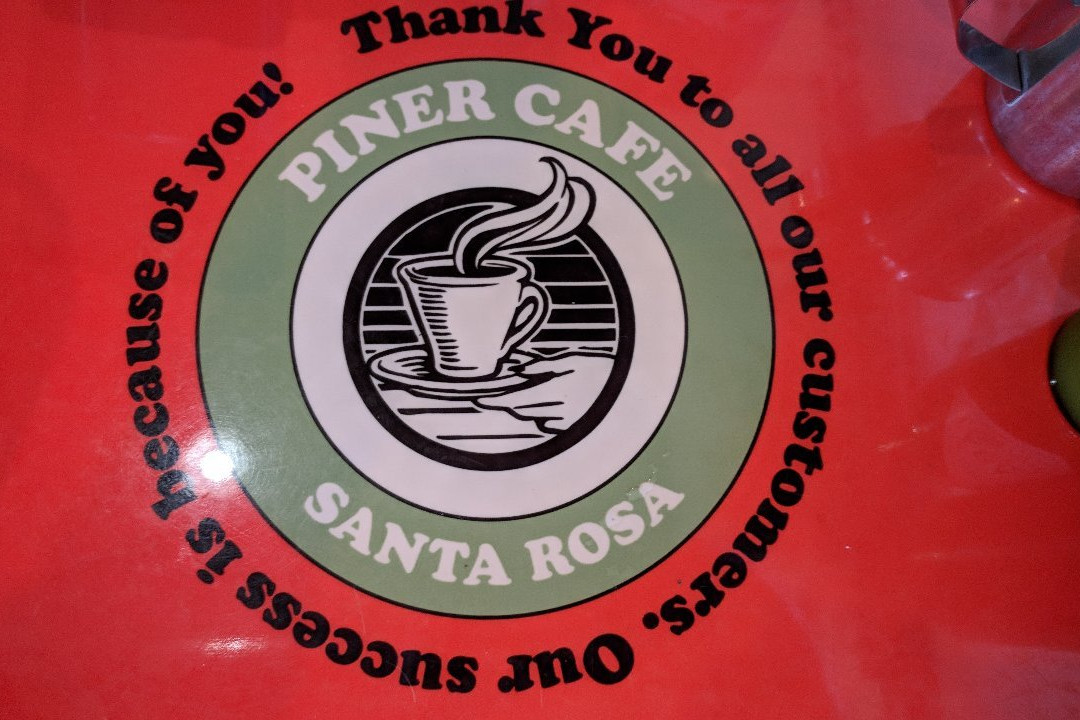 Thank You to all our customers. Our success is because of you!
PINER CAFE
SANTA ROSA